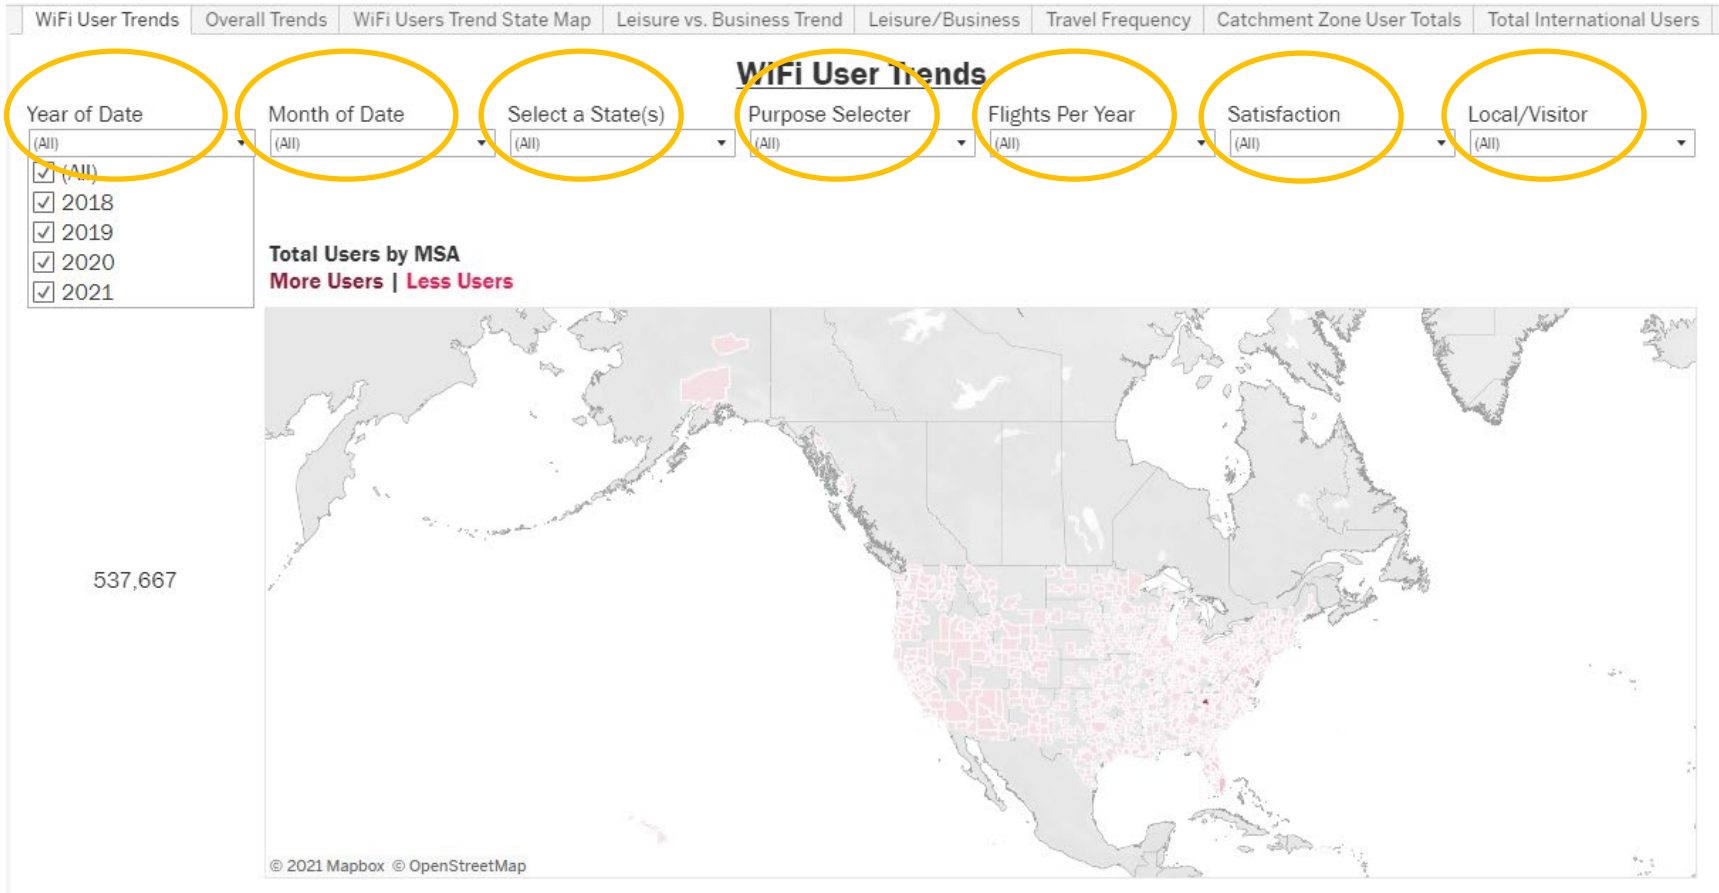 WiFi User Trends Overall Trends WiFi Users Trend State Map Leisure vs. Business Trend Leisure/Business Travel Frequency Catchment Zone User Totals Total International Users
WiFi User Trends
Year of Date Month of Date Select a State(s) Purpose Selecter Flights Per Year Satisfaction Local/Visitor
(All) (All) (All) (All) (All) (All) (All)
(All)
2018
2019
2020
2021
Total Users by MSA
More Users | Less Users
537,667
© 2021 Mapbox © OpenStreetMap